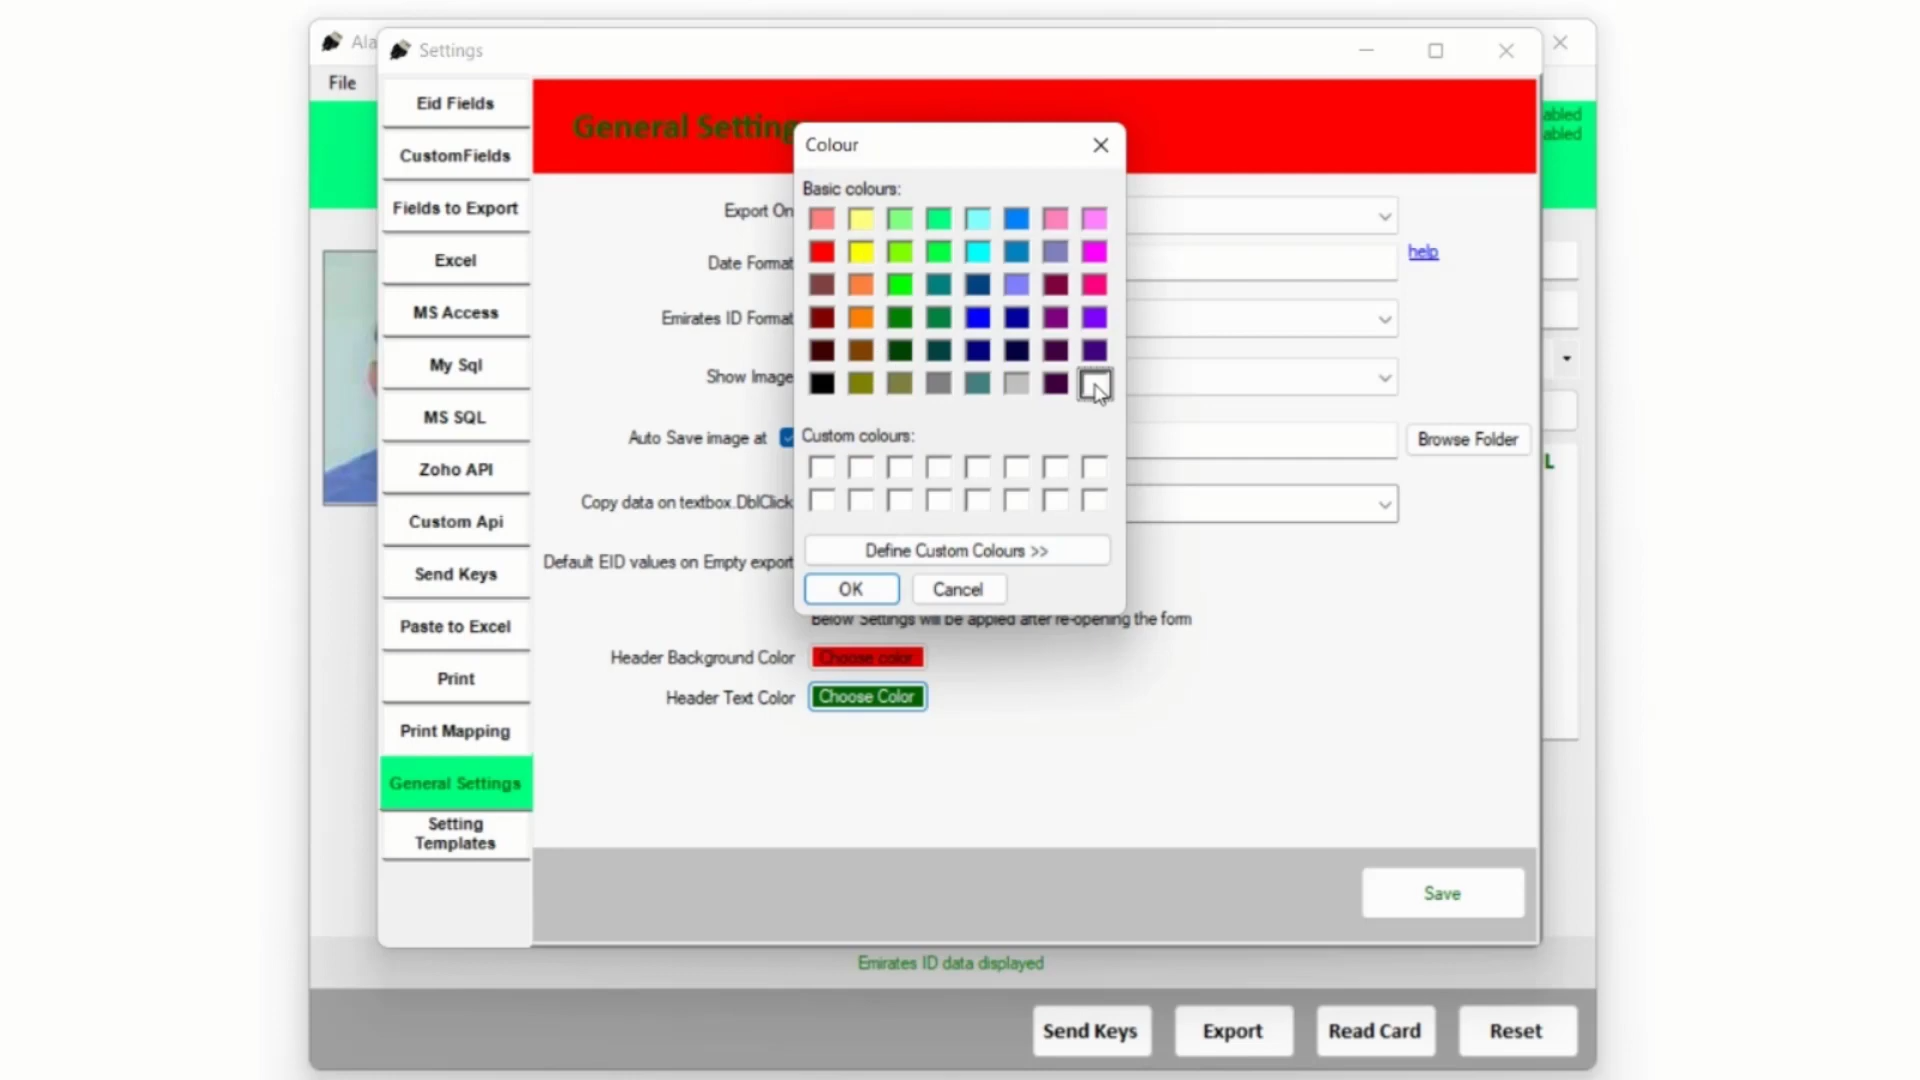 Ala
Settings
File
Eid Fields
CustomFields
Fields to Export
Excel
MS Access
My Sql
MS SQL
Zoho API
Custom Api
Send Keys
Paste to Excel
Print
Print Mapping
General Settings
Setting
Templates
General Setting
abled
abled
Export On
Date Format
help
Emirates ID Format
Show Image
Auto Save image at
Browse Folder
L
Copy data on textbox.DblClick
Default EID values on Empty export
Colour
Basic colours:
Custom colours:
Define Custom Colours >>
OK
Cancel
Below Settings will be applied after re-opening the form
Header Background Color
Choose color
Header Text Color
Choose Color
Save
Emirates ID data displayed
Send Keys
Export
Read Card
Reset